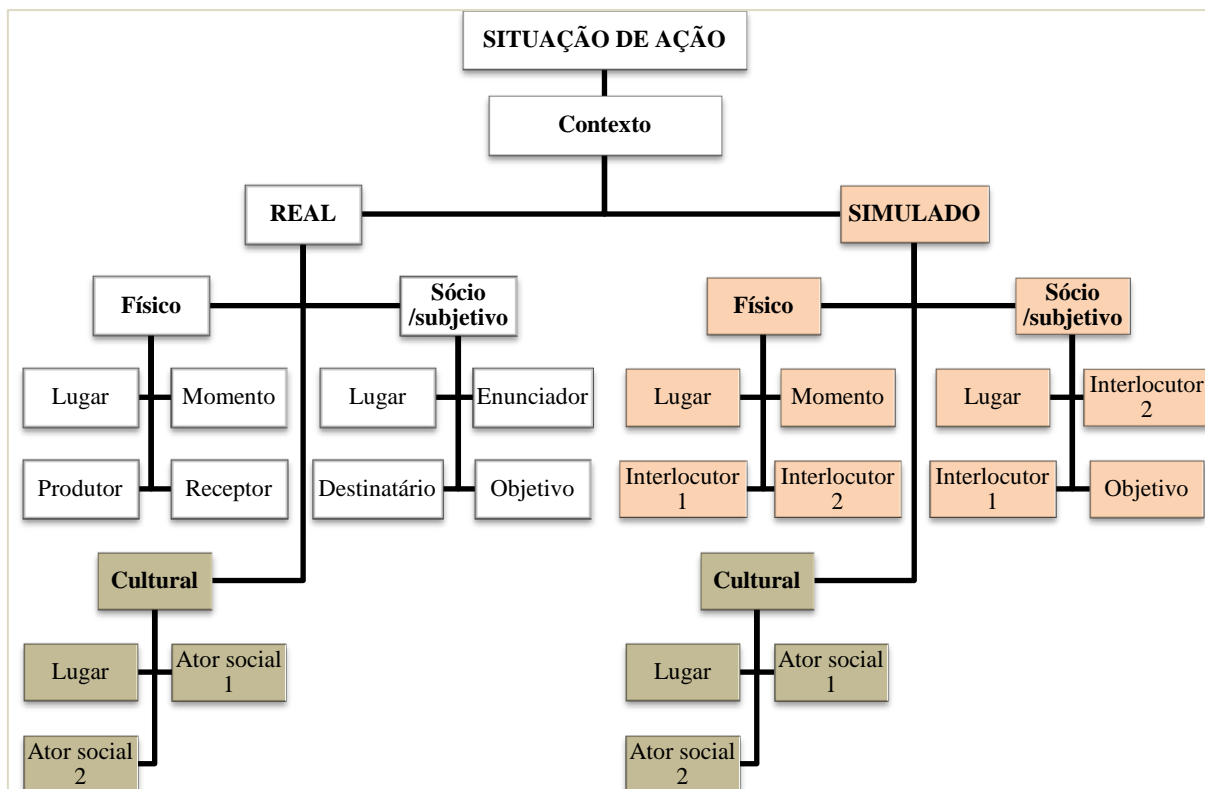 SITUAÇÃO DE AÇÃO
Contexto
REAL
SIMULADO
Físico
Sócio
/subjetivo
Lugar
Momento
Produtor
Receptor
Lugar
Enunciador
Destinatário
Objetivo
Cultural
Lugar
Ator social
1
Ator social
2
Físico
Sócio
/subjetivo
Lugar
Momento
Interlocutor
1
Interlocutor
2
Lugar
Interlocutor
2
Interlocutor
1
Objetivo
Cultural
Lugar
Ator social
1
Ator social
2